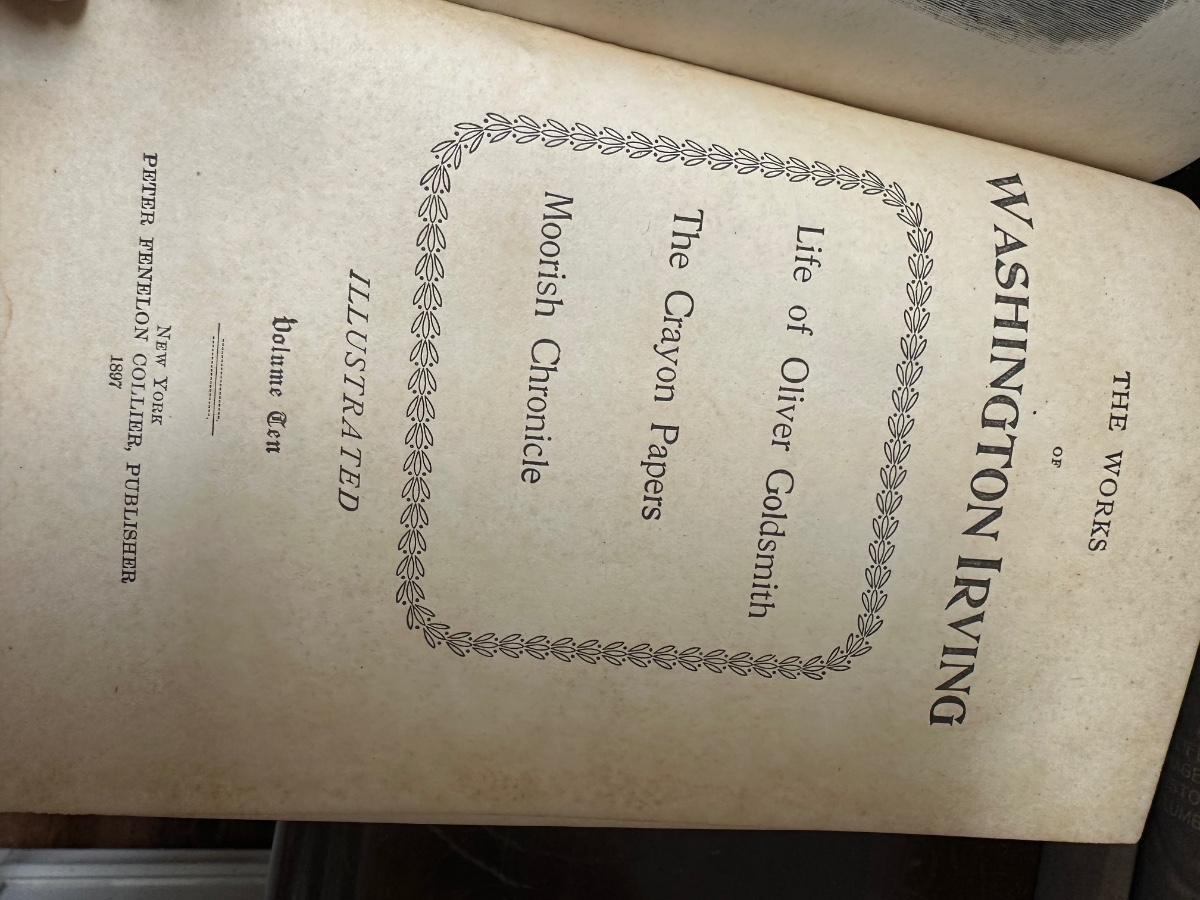 THE WORKS
OF
WASHINGTON IRVING
Life of Oliver Goldsmith
The Crayon Papers
Moorish Chronicle
ILLUSTRATED
Volume Ten
NEW YORK
PETER FENELON COLLIER, PUBLISHER
1897